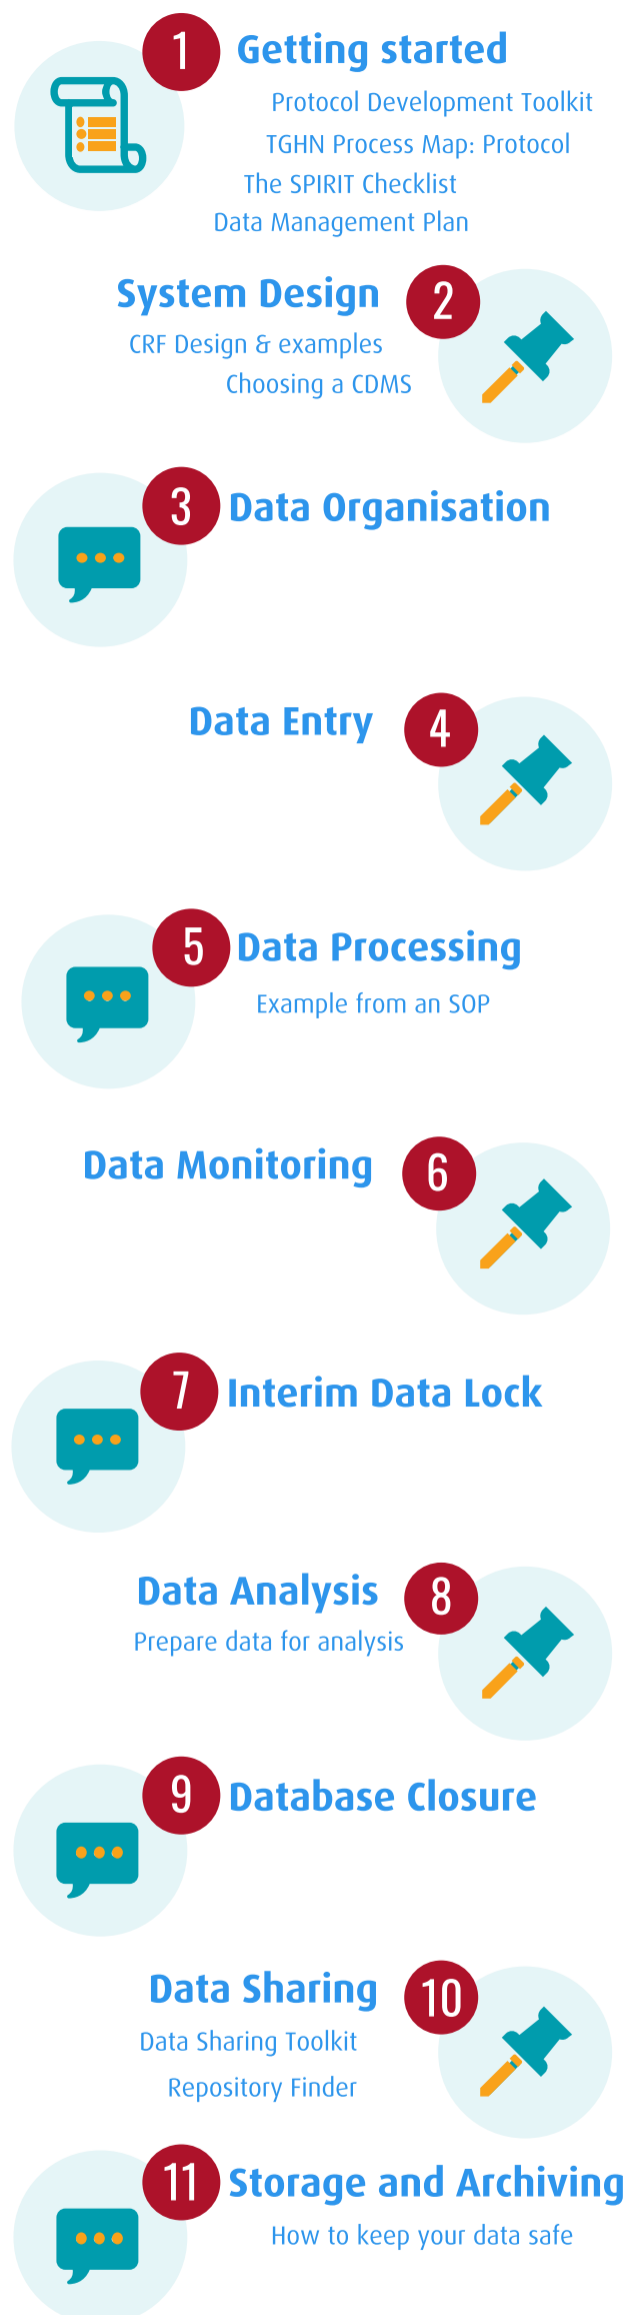 1
Getting started
Protocol Development Toolkit
TGHN Process Map: Protocol
The SPIRIT Checklist
Data Management Plan
System Design
2
CRF Design & examples
Choosing a CDMS
3
Data Organisation
Data Entry
4
5
Data Processing
Example from an SOP
Data Monitoring
6
7
Interim Data Lock
Data Analysis
8
Prepare data for analysis
9
Database Closure
Data Sharing
10
Data Sharing Toolkit
Repository Finder
11
Storage and Archiving
How to keep your data safe